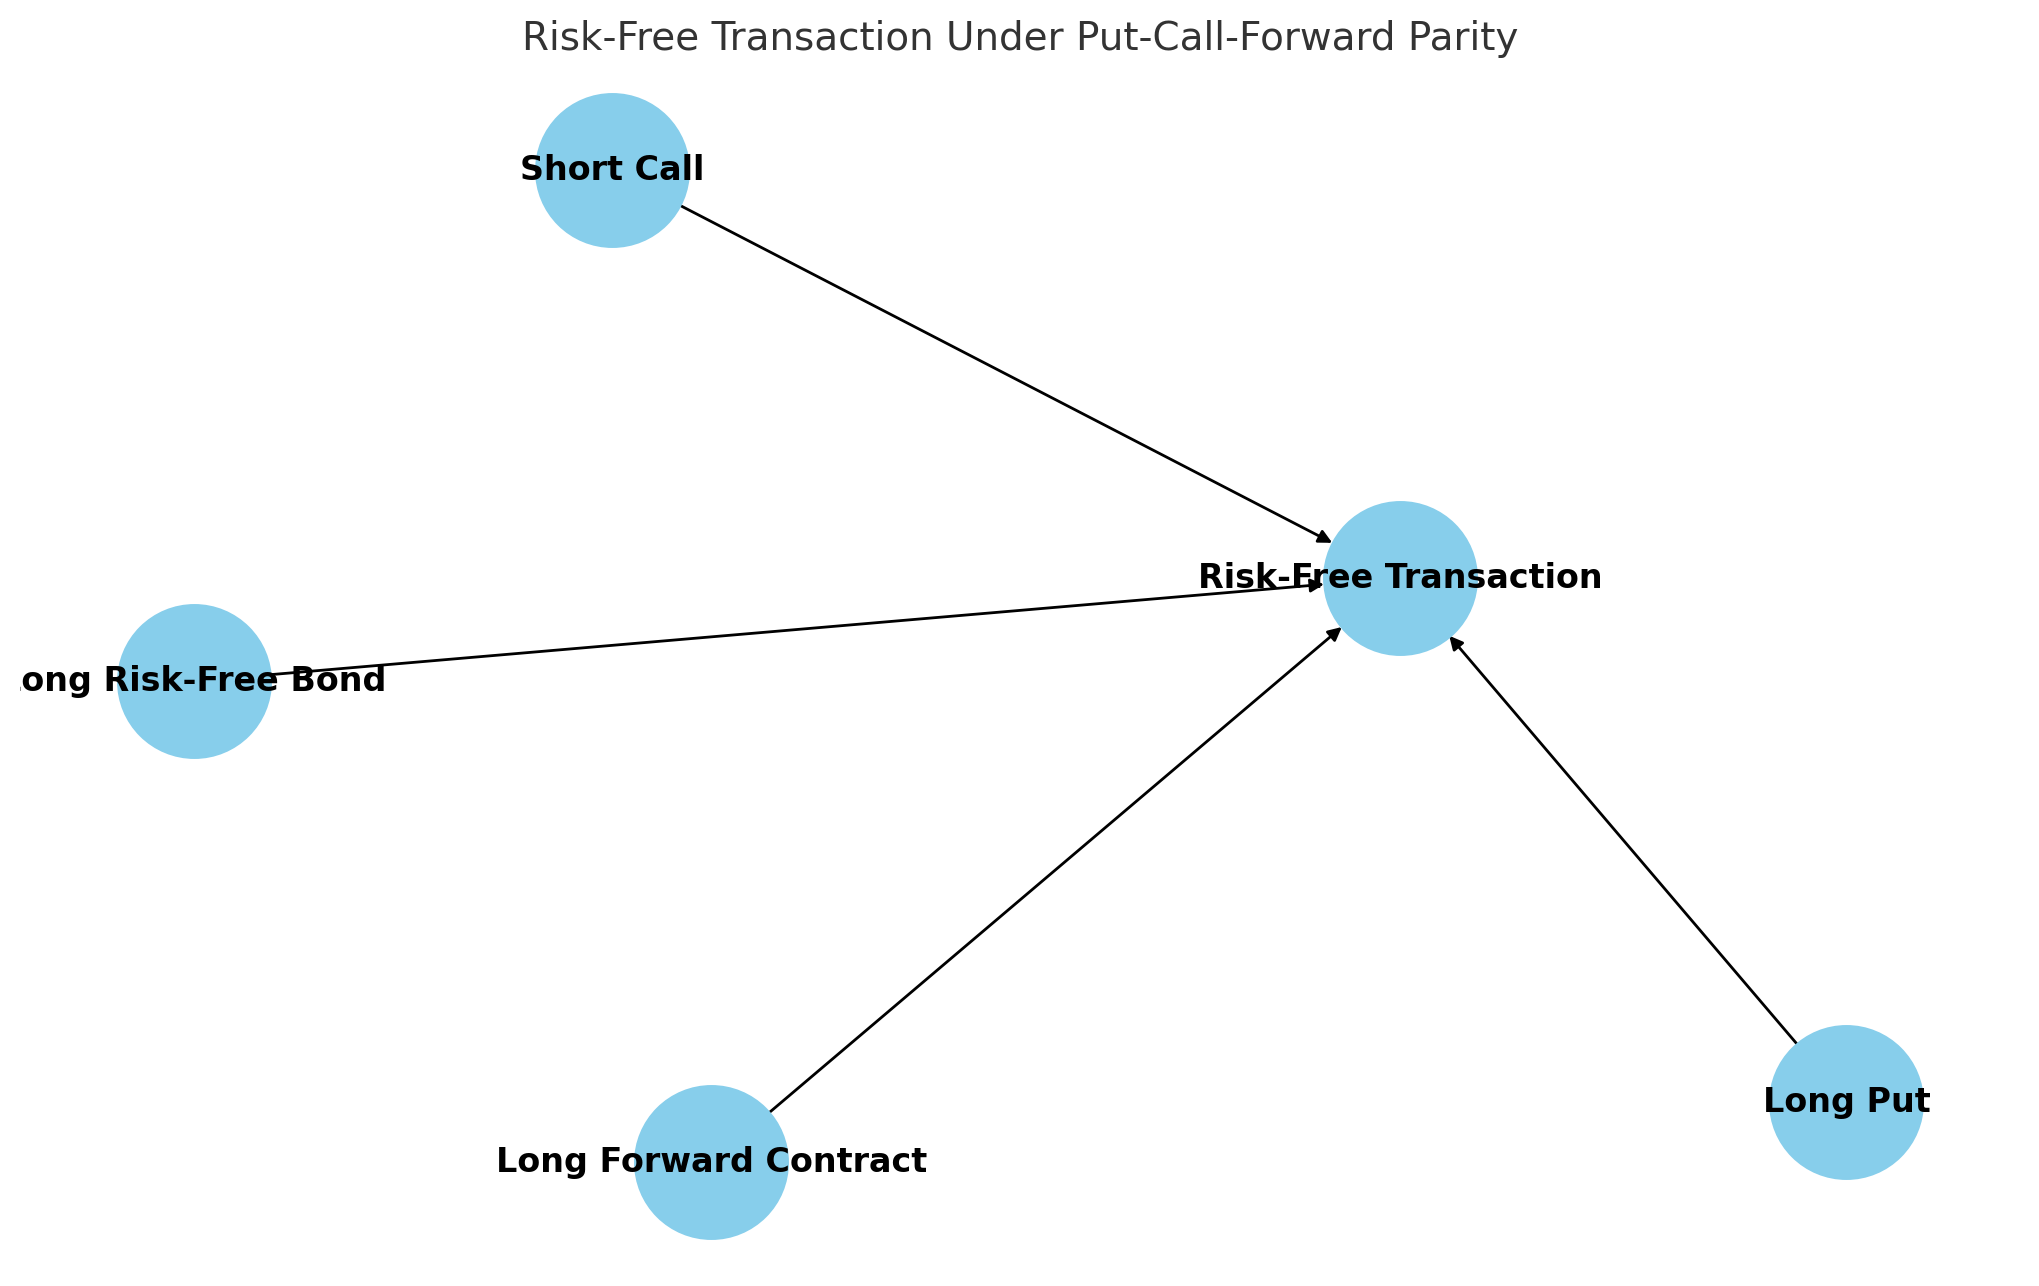 Risk-Free Transaction Under Put-Call-Forward Parity
Short Call
Risk-Free Transaction
ong Risk-Free Bond
Long Put
Long Forward Contract